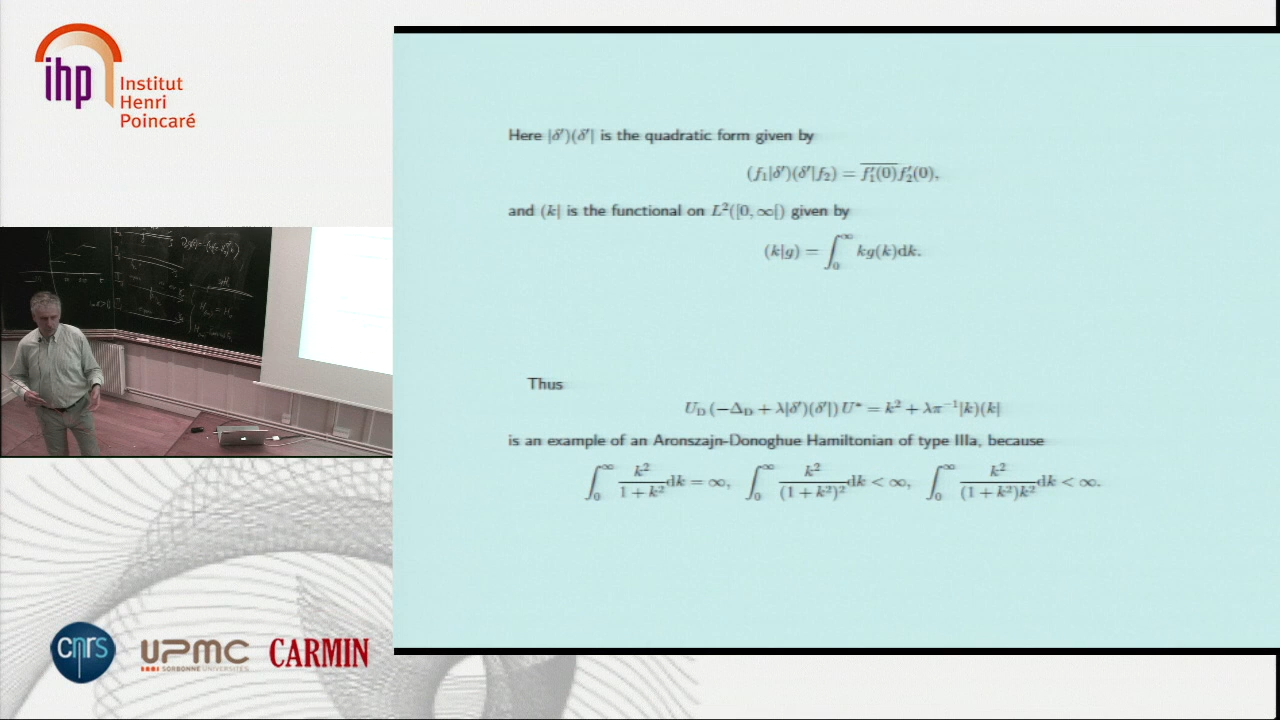 ihp
Institut
Henri
Poincaré
Here |δ′)(δ′| is the quadratic form given by
(f₁|δ′)(δ′|f₂) = \overline{f₁′(0)}f₂′(0),
and (k| is the functional on L²([0, ∞[) given by
(k|g) = ∫₀^∞ kg(k)dk.
Thus
U_D (−Δ_D + λ|δ′)(δ′|) U* = k² + λπ⁻¹|k)(k|
is an example of an Aronszajn-Donoghue Hamiltonian of type IIIa, because
∫₀^∞ k²/(1 + k²) dk = ∞, ∫₀^∞ k²/(1 + k²)² dk < ∞, ∫₀^∞ k²/((1 + k²)k²) dk < ∞.
cnrs
UPMC
SORBONNE UNIVERSITÉS
CARMIN